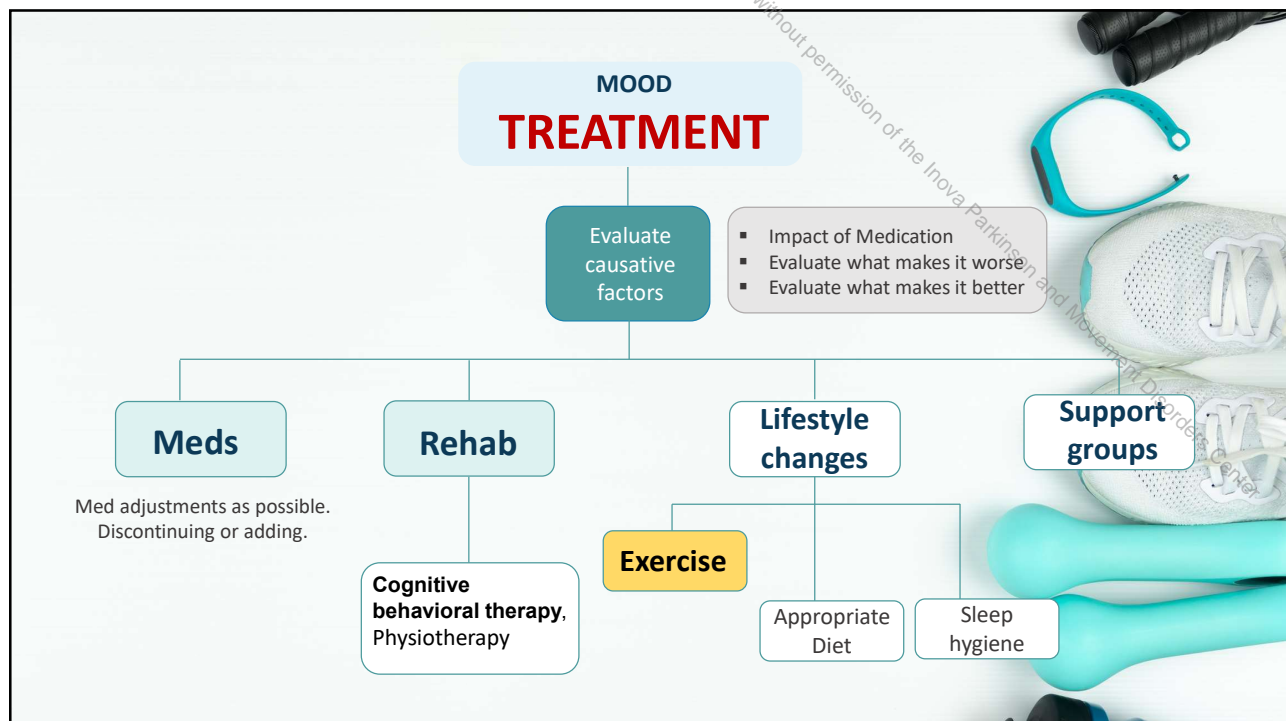 without permission of the Inova Parkinson and Movement Disorders Center
MOOD
TREATMENT
Evaluate
causative
factors
▪ Impact of Medication
▪ Evaluate what makes it worse
▪ Evaluate what makes it better
Meds
Med adjustments as possible.
Discontinuing or adding.
Rehab
Cognitive
behavioral therapy,
Physiotherapy
Lifestyle
changes
Exercise
Appropriate
Diet
Sleep
hygiene
Support
groups